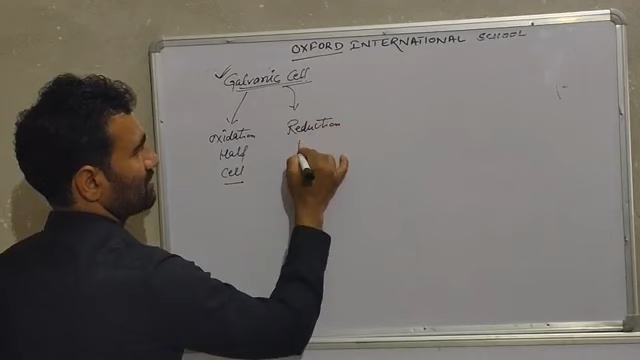 OXFORD INTERNATIONAL SCHOOL
Galvanic Cell
Oxidation
Half
Cell
Reduction